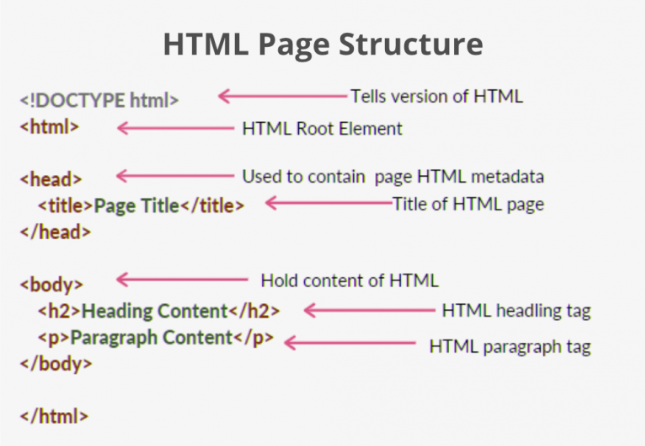 HTML Page Structure
<!DOCTYPE html> Tells version of HTML
<html> HTML Root Element
<head> Used to contain page HTML metadata
<title>Page Title</title> Title of HTML page
</head>
<body> Hold content of HTML
<h2>Heading Content</h2> HTML headling tag
<p>Paragraph Content</p> HTML paragraph tag
</body>
</html>